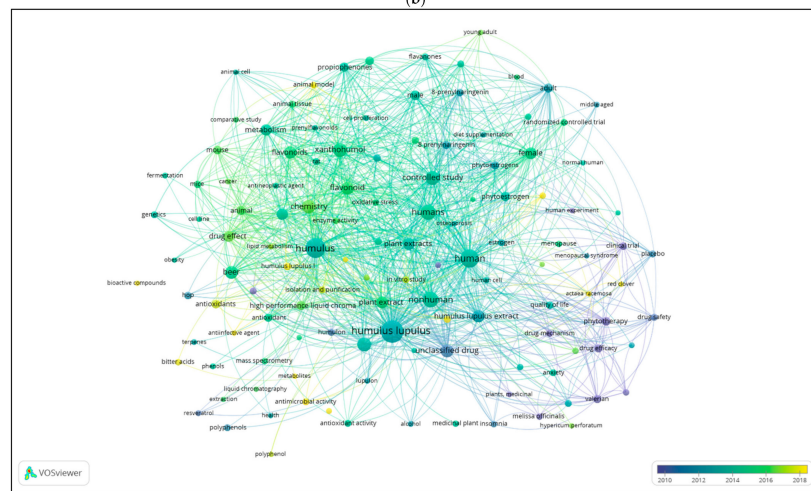 (b)
young adult
propiophenones
flavanones
animal cell
blood
animal model
8-prenylnaringenin
adult
male
animal tissue
middle aged
comparative study
cell proliferation
randomized controlled trial
metabolism
prenylflavonoids
diet supplementation
mouse
xanthohumol
8-prenylnaringenin
flavonoids
female
rat
phytoestrogens
normal human
fermentation
controlled study
mice
cancer
antineoplastic agent
flavonoid
phytoestrogen
oxidative stress
chemistry
human experiment
genetics
animal
humans
cell line
enzyme activity
osteoporosis
drug effect
estrogen
menopause
clinical trial
lipid metabolism
humulus
plant extracts
menopausal syndrome
placebo
obesity
human
humulus lupulus l
beer
in vitro study
human cell
bioactive compounds
red clover
isolation and purification
actaea racemosa
hop
antioxidants
high performance liquid chroma
plant extract
nonhuman
quality of life
antioxidant
humulus lupulus extract
phytotherapy
drug safety
antiinfective agent
humulon
humulus lupulus
drug mechanism
terpenes
unclassified drug
drug efficacy
bitter acids
phenols
mass spectrometry
anxiety
metabolites
lupulon
liquid chromatography
plants, medicinal
valerian
extraction
antimicrobial activity
resveratrol
health
melissa officinalis
polyphenols
antioxidant activity
alcohol
medicinal plant
insomnia
hypericum perforatum
polyphenol
VOSviewer
2010 2012 2014 2016 2018